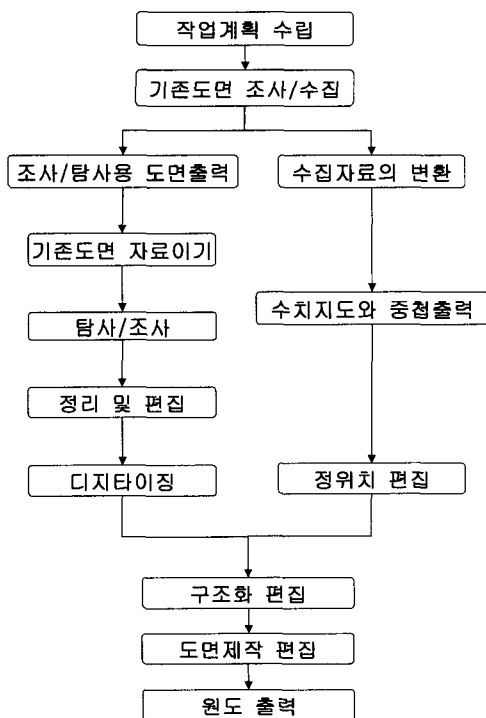 작업계획 수립
기존도면 조사/수집
조사/탐사용 도면출력
수집자료의 변환
기존도면 자료이기
수치지도와 중첩출력
탐사/조사
정리 및 편집
디지타이징
정위치 편집
구조화 편집
도면제작 편집
원도 출력